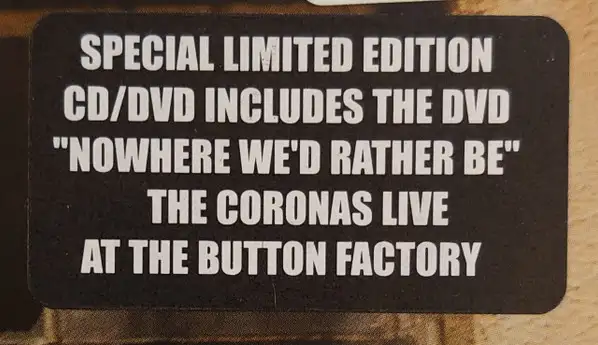 SPECIAL LIMITED EDITION
CD/DVD INCLUDES THE DVD
"NOWHERE WE'D RATHER BE"
THE CORONAS LIVE
AT THE BUTTON FACTORY